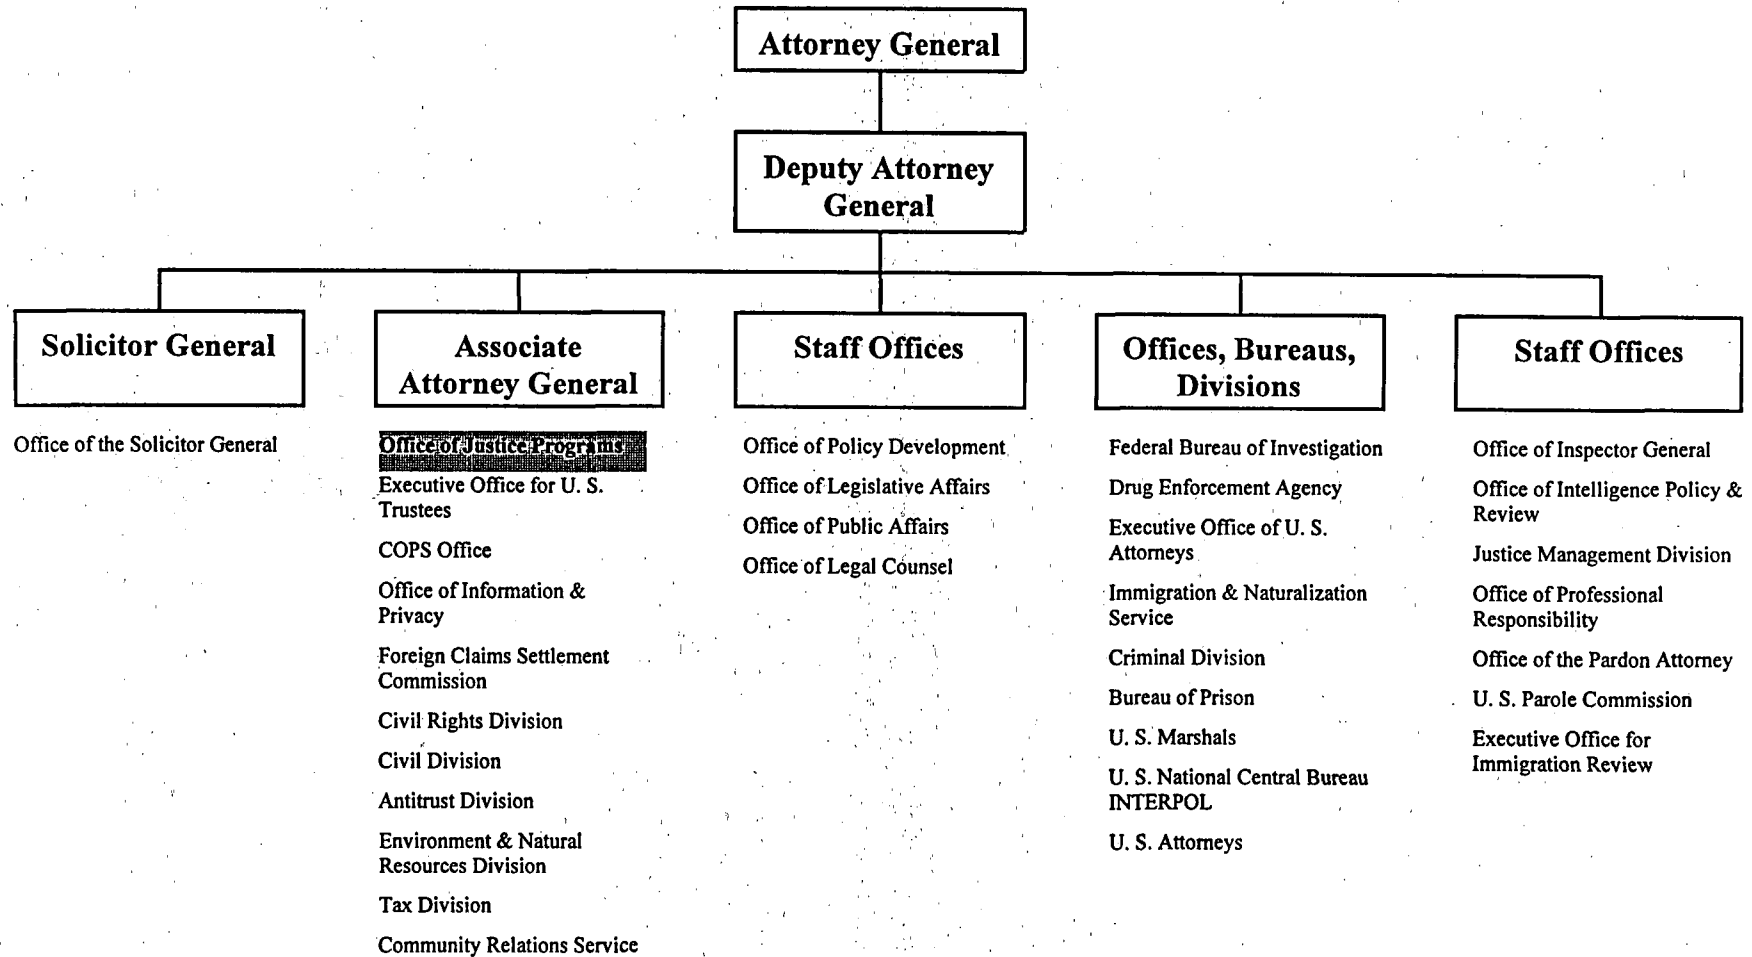 Attorney General
Deputy Attorney
General
Solicitor General
Office of the Solicitor General
Associate
Attorney General
Office of Justice Programs
Executive Office for U. S.
Trustees
COPS Office
Office of Information &
Privacy
Foreign Claims Settlement
Commission
Civil Rights Division
Civil Division
Antitrust Division
Environment & Natural
Resources Division
Tax Division
Community Relations Service
Staff Offices
Office of Policy Development
Office of Legislative Affairs
Office of Public Affairs
Office of Legal Counsel
Offices, Bureaus,
Divisions
Federal Bureau of Investigation
Drug Enforcement Agency
Executive Office of U. S.
Attorneys
Immigration & Naturalization
Service
Criminal Division
Bureau of Prison
U. S. Marshals
U. S. National Central Bureau
INTERPOL
U. S. Attorneys
Staff Offices
Office of Inspector General
Office of Intelligence Policy &
Review
Justice Management Division
Office of Professional
Responsibility
Office of the Pardon Attorney
U. S. Parole Commission
Executive Office for
Immigration Review